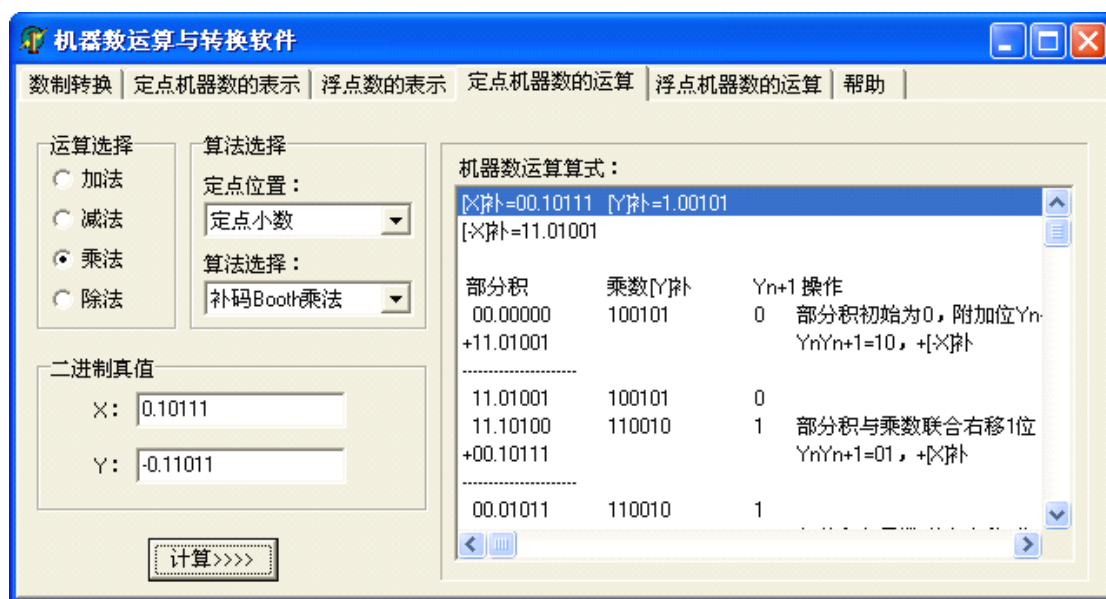 机器数运算与转换软件
数制转换 定点机器数的表示 浮点数的表示 定点机器数的运算 浮点机器数的运算 帮助
运算选择
加法
减法
乘法
除法
算法选择
定点位置：
定点小数
算法选择：
补码Booth乘法
二进制真值
X： 0.10111
Y： -0.11011
计算>>>>
机器数运算算式：
[X]补=00.10111 [Y]补=1.00101
[-X]补=11.01001
部分积 乘数[Y]补 Yn+1 操作
00.00000 100101 0 部分积初始为0，附加位Yn+
+11.01001 YnYn+1=10，+[-X]补
----------------------
11.01001 100101 0
11.10100 110010 1 部分积与乘数联合右移1位
+00.10111 YnYn+1=01，+[X]补
----------------------
00.01011 110010 1